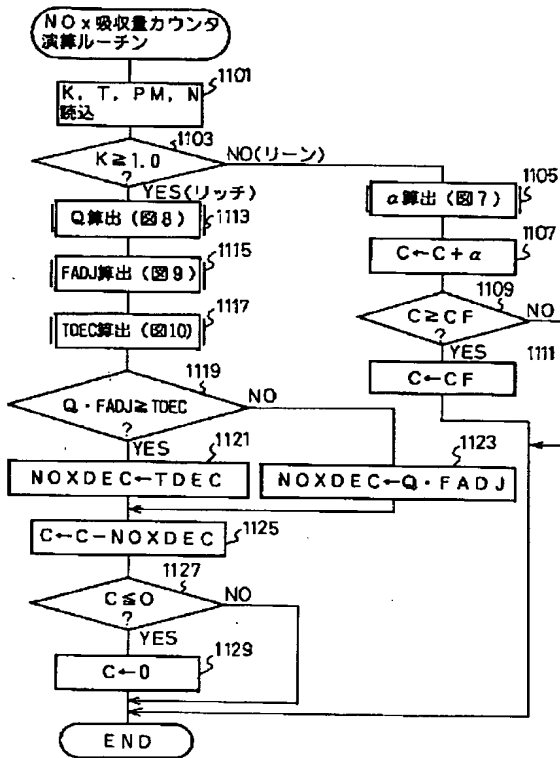 NOx吸収量カウンタ
演算ルーチン
1101
K, T, PM, N
読込
1103
K≧1.0
?
NO(リーン)
YES(リッチ)
1105
α算出(図7)
1107
C←C+α
1109
C≧CF
?
NO
YES
1111
C←CF
Q算出(図8)
1113
1115
FADJ算出(図9)
1117
TDEC算出(図10)
1119
Q・FADJ≧TDEC
?
NO
YES
1121
NOXDEC←TDEC
1123
NOXDEC←Q・FADJ
C←C−NOXDEC
1125
1127
C≦0
?
NO
YES
1129
C←0
END